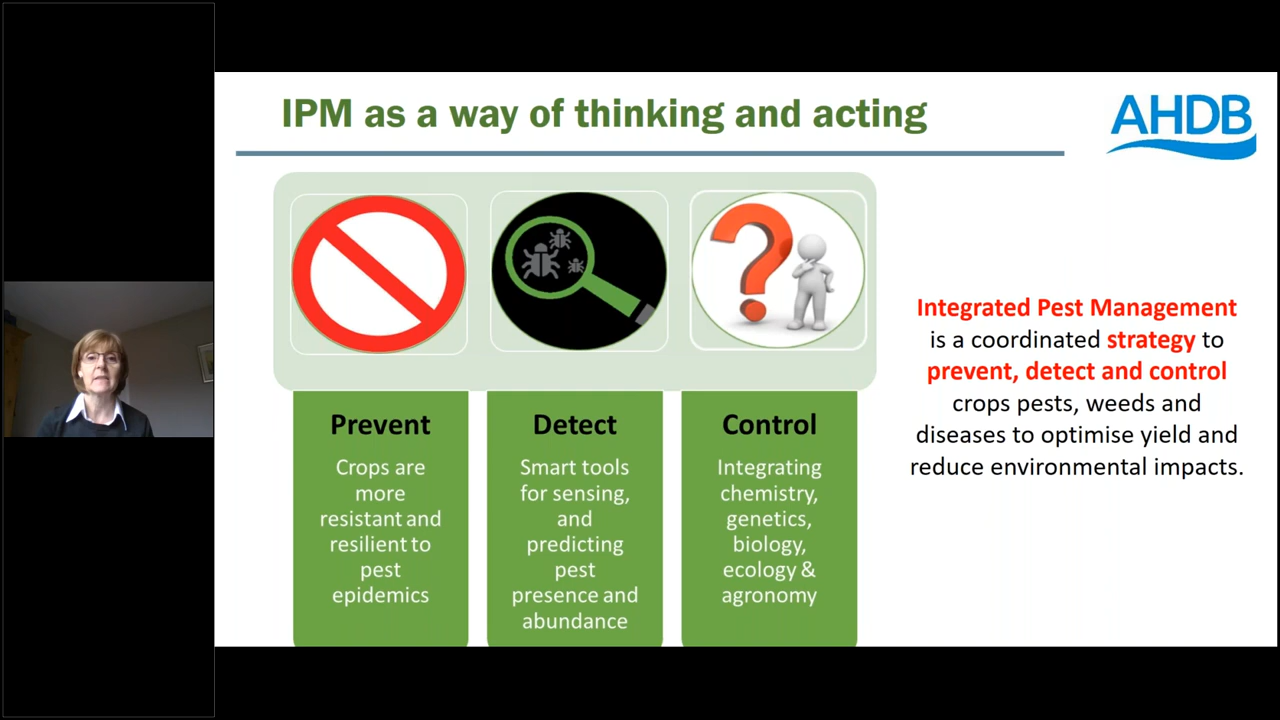 IPM as a way of thinking and acting
AHDB
Prevent
Crops are
more
resistant and
resilient to
pest
epidemics
Detect
Smart tools
for sensing,
and
predicting
pest
presence and
abundance
Control
Integrating
chemistry,
genetics,
biology,
ecology &
agronomy
Integrated Pest Management
is a coordinated strategy to
prevent, detect and control
crops pests, weeds and
diseases to optimise yield and
reduce environmental impacts.